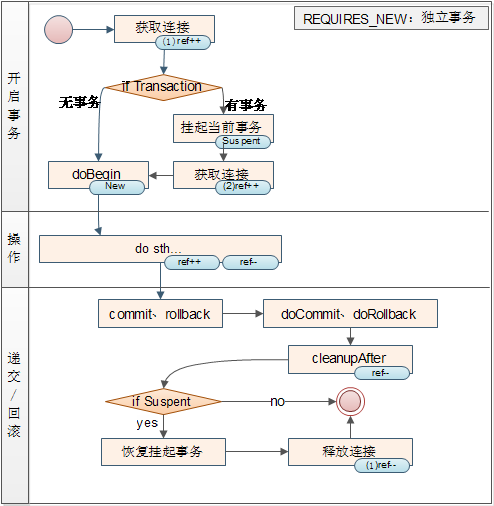 REQUIRES_NEW：独立事务
开启事务
获取连接
(1) ref++
if Transaction
无事务
有事务
挂起当前事务
Suspent
doBegin
New
获取连接
(2)ref++
操作
do sth...
ref++
ref--
递交/回滚
commit、rollback
doCommit、doRollback
cleanupAfter
ref--
if Suspent
no
yes
恢复挂起事务
释放连接
(1)ref--